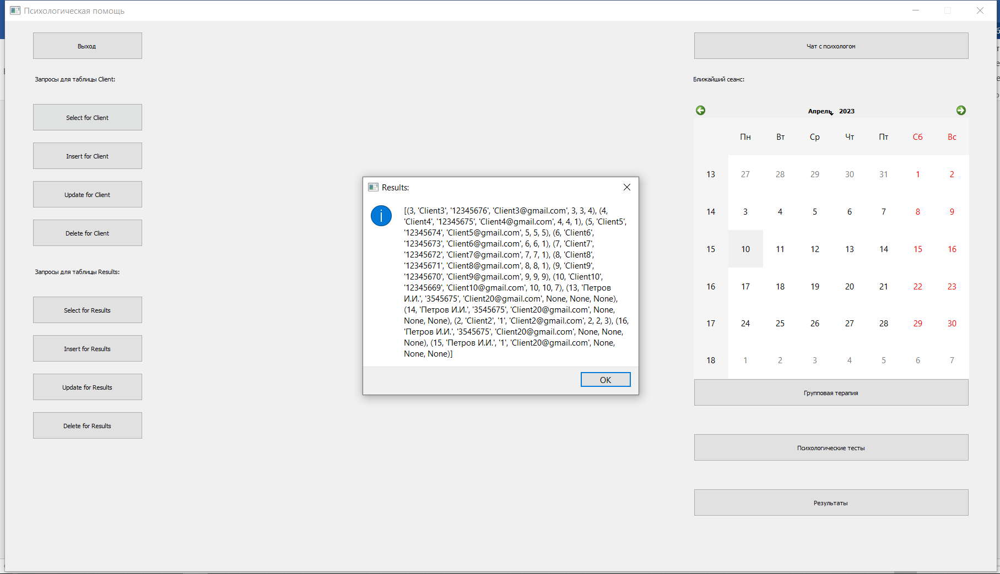 Психологическая помощь
Выход
Запросы для таблицы Client:
Select for Client
Insert for Client
Update for Client
Delete for Client
Запросы для таблицы Results:
Select for Results
Insert for Results
Update for Results
Delete for Results
Results:
[(3, 'Client3', '12345676', 'Client3@gmail.com', 3, 3, 4), (4,
'Client4', '12345675', 'Client4@gmail.com', 4, 4, 1), (5, 'Client5',
'12345674', 'Client5@gmail.com', 5, 5, 5), (6, 'Client6',
'12345673', 'Client6@gmail.com', 6, 6, 1), (7, 'Client7',
'12345672', 'Client7@gmail.com', 7, 7, 1), (8, 'Client8',
'12345671', 'Client8@gmail.com', 8, 8, 1), (9, 'Client9',
'12345670', 'Client9@gmail.com', 9, 9, 9), (10, 'Client10',
'12345669', 'Client10@gmail.com', 10, 10, 7), (13, 'Петров
И.И.', '3545675', 'Client20@gmail.com', None, None, None),
(14, 'Петров И.И.', '3545675', 'Client20@gmail.com', None,
None, None), (2, 'Client2', '1', 'Client2@gmail.com', 2, 2, 3), (16,
'Петров И.И.', '3545675', 'Client20@gmail.com', None, None,
None), (15, 'Петров И.И.', '1', 'Client20@gmail.com', None,
None, None)]
OK
Чат с психологом
Ближайший сеанс:
Апрель 2023
Пн Вт Ср Чт Пт Сб Вс
13 27 28 29 30 31 1 2
14 3 4 5 6 7 8 9
15 10 11 12 13 14 15 16
16 17 18 19 20 21 22 23
17 24 25 26 27 28 29 30
18 1 2 3 4 5 6 7
Групповая терапия
Психологические тесты
Результаты